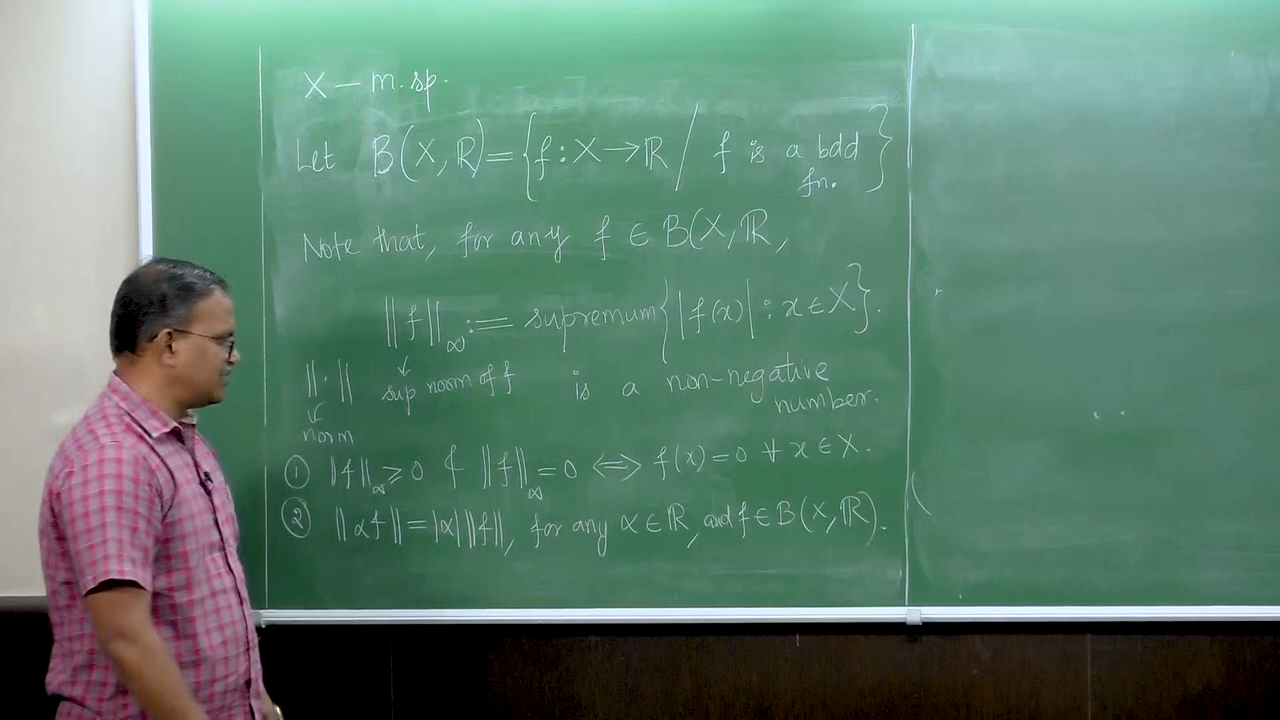 X — m.sp.
Let B(X, ℝ) = {f : X → ℝ / f is a bdd
fn. }
Note that, for any f ∈ B(X, ℝ,
||f||∞ := supremum{|f(x)| : x ∈ X}.
||·|| sup norm of f is a non-negative
number.
norm
① ||f||∞ ≥ 0 & ||f||∞ = 0 ⟺ f(x) = 0 ∀ x ∈ X.
② ||αf|| = |α| ||f||, for any α ∈ ℝ, and f ∈ B(X, ℝ).